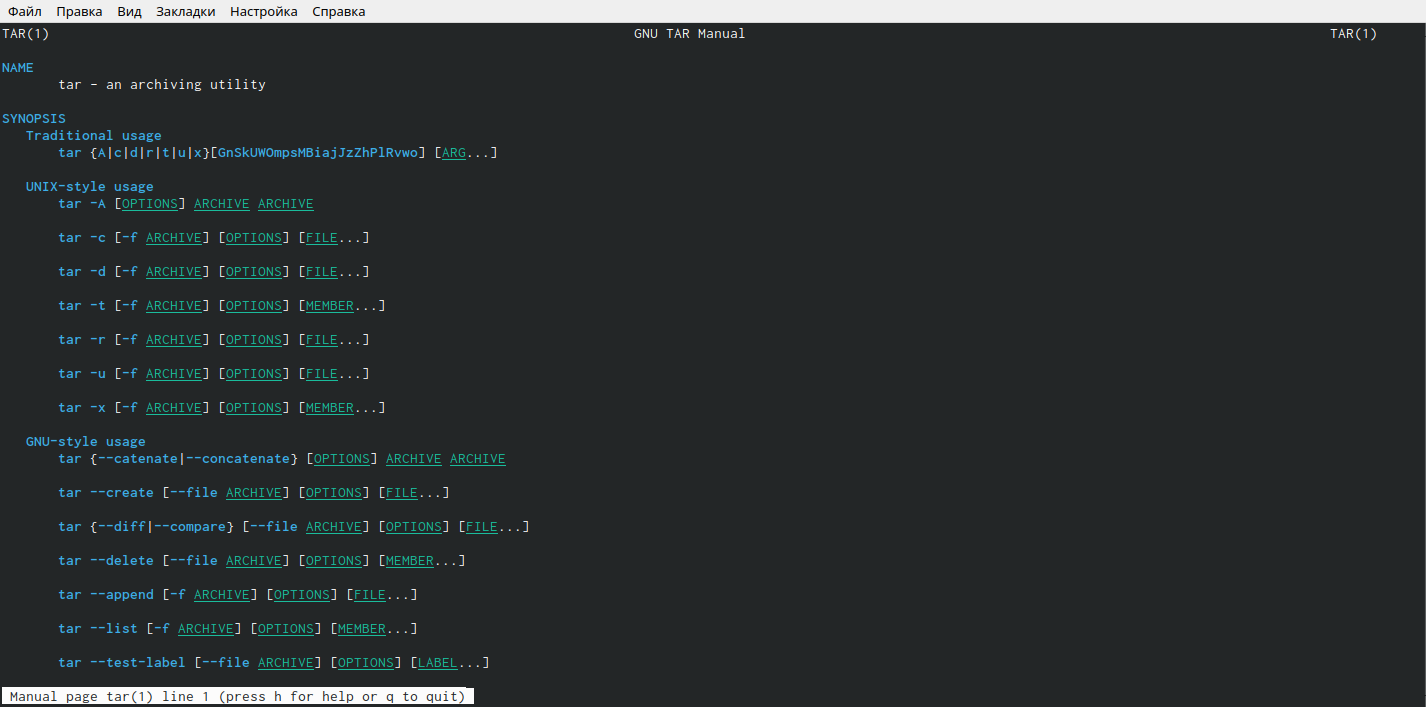 Файл Правка Вид Закладки Настройка Справка
TAR(1) GNU TAR Manual TAR(1)
NAME
tar - an archiving utility
SYNOPSIS
Traditional usage
tar {A|c|d|r|t|u|x}[GnSkUWOmpsMBiajJzZhPlRvwo] [ARG...]
UNIX-style usage
tar -A [OPTIONS] ARCHIVE ARCHIVE
tar -c [-f ARCHIVE] [OPTIONS] [FILE...]
tar -d [-f ARCHIVE] [OPTIONS] [FILE...]
tar -t [-f ARCHIVE] [OPTIONS] [MEMBER...]
tar -r [-f ARCHIVE] [OPTIONS] [FILE...]
tar -u [-f ARCHIVE] [OPTIONS] [FILE...]
tar -x [-f ARCHIVE] [OPTIONS] [MEMBER...]
GNU-style usage
tar {--catenate|--concatenate} [OPTIONS] ARCHIVE ARCHIVE
tar --create [--file ARCHIVE] [OPTIONS] [FILE...]
tar {--diff|--compare} [--file ARCHIVE] [OPTIONS] [FILE...]
tar --delete [--file ARCHIVE] [OPTIONS] [MEMBER...]
tar --append [-f ARCHIVE] [OPTIONS] [FILE...]
tar --list [-f ARCHIVE] [OPTIONS] [MEMBER...]
tar --test-label [--file ARCHIVE] [OPTIONS] [LABEL...]
Manual page tar(1) line 1 (press h for help or q to quit)